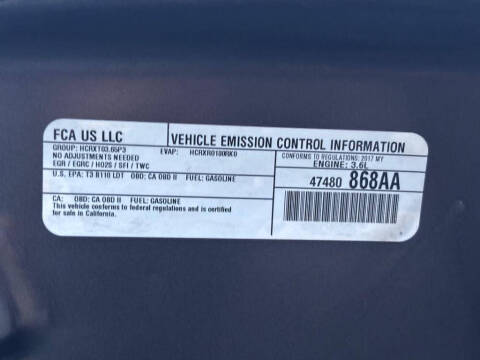 FCA US LLC
VEHICLE EMISSION CONTROL INFORMATION
GROUP: HCRXT03.65P3 EVAP: HCRXR0180RK0
NO ADJUSTMENTS NEEDED
EGR / EGRC / HO2S / SFI / TWC
CONFORMS TO REGULATIONS: 2017 MY
ENGINE: 3.6L
U.S. EPA: T3 B110 LDT OBD: CA OBD II FUEL: GASOLINE
47480 868AA
CA: OBD: CA OBD II FUEL: GASOLINE
This vehicle conforms to federal regulations and is certified
for sale in California.